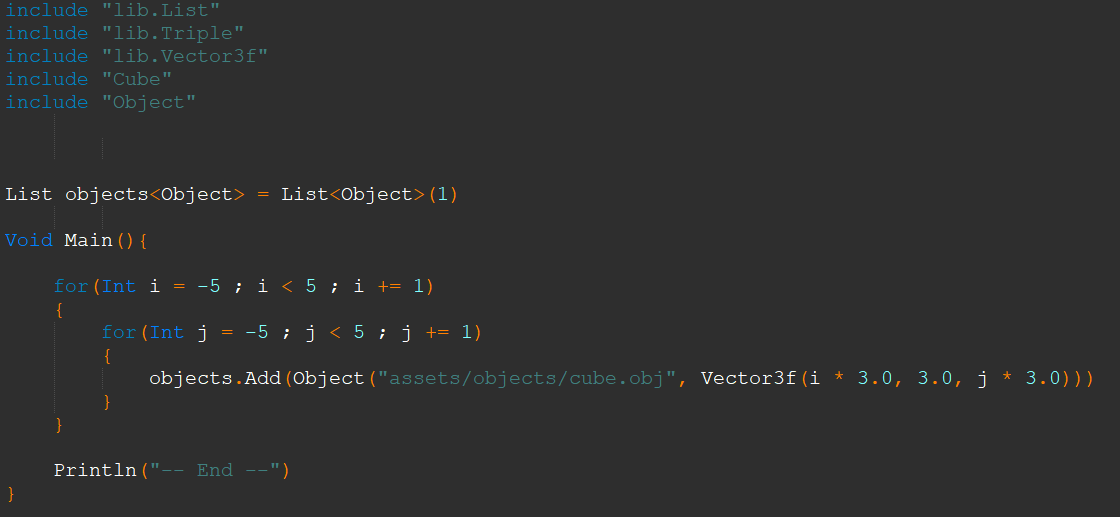 include "lib.List"
include "lib.Triple"
include "lib.Vector3f"
include "Cube"
include "Object"
List objects<Object> = List<Object>(1)
Void Main(){
for(Int i = -5 ; i < 5 ; i += 1)
{
for(Int j = -5 ; j < 5 ; j += 1)
{
objects.Add(Object("assets/objects/cube.obj", Vector3f(i * 3.0, 3.0, j * 3.0)))
}
}
Println("-- End --")
}